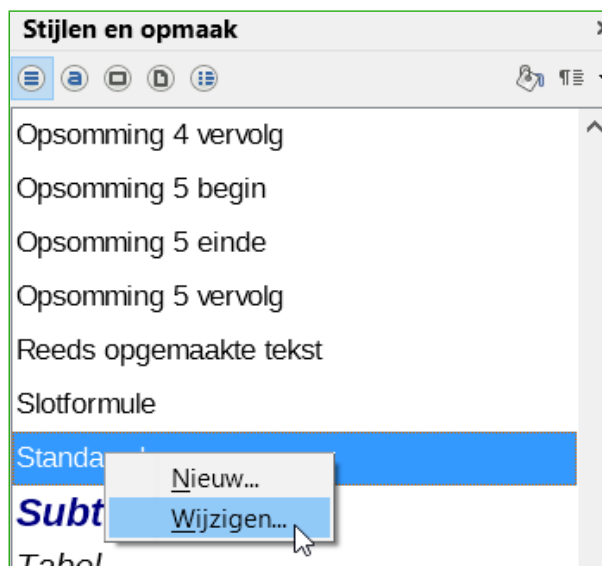 Stijlen en opmaak
Opsomming 4 vervolg
Opsomming 5 begin
Opsomming 5 einde
Opsomming 5 vervolg
Reeds opgemaakte tekst
Slotformule
Nieuw...
Wijzigen...
Tabel